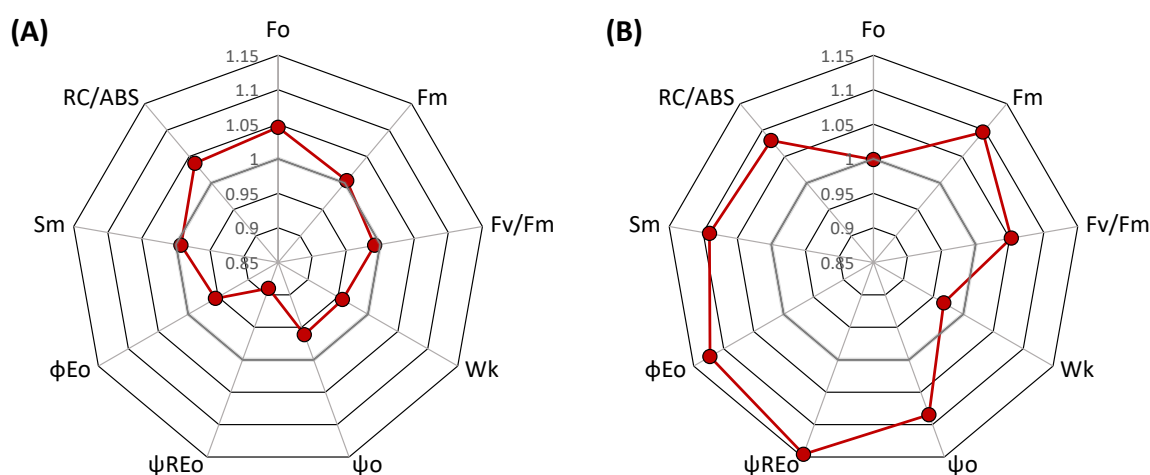 (A)
Fo
1.15
1.1
1.05
1
0.95
0.9
0.85
Fm
Fv/Fm
Wk
ψo
ψREo
ϕEo
Sm
RC/ABS
(B)
Fo
1.15
1.1
1.05
1
0.95
0.9
0.85
Fm
Fv/Fm
Wk
ψo
ψREo
ϕEo
Sm
RC/ABS